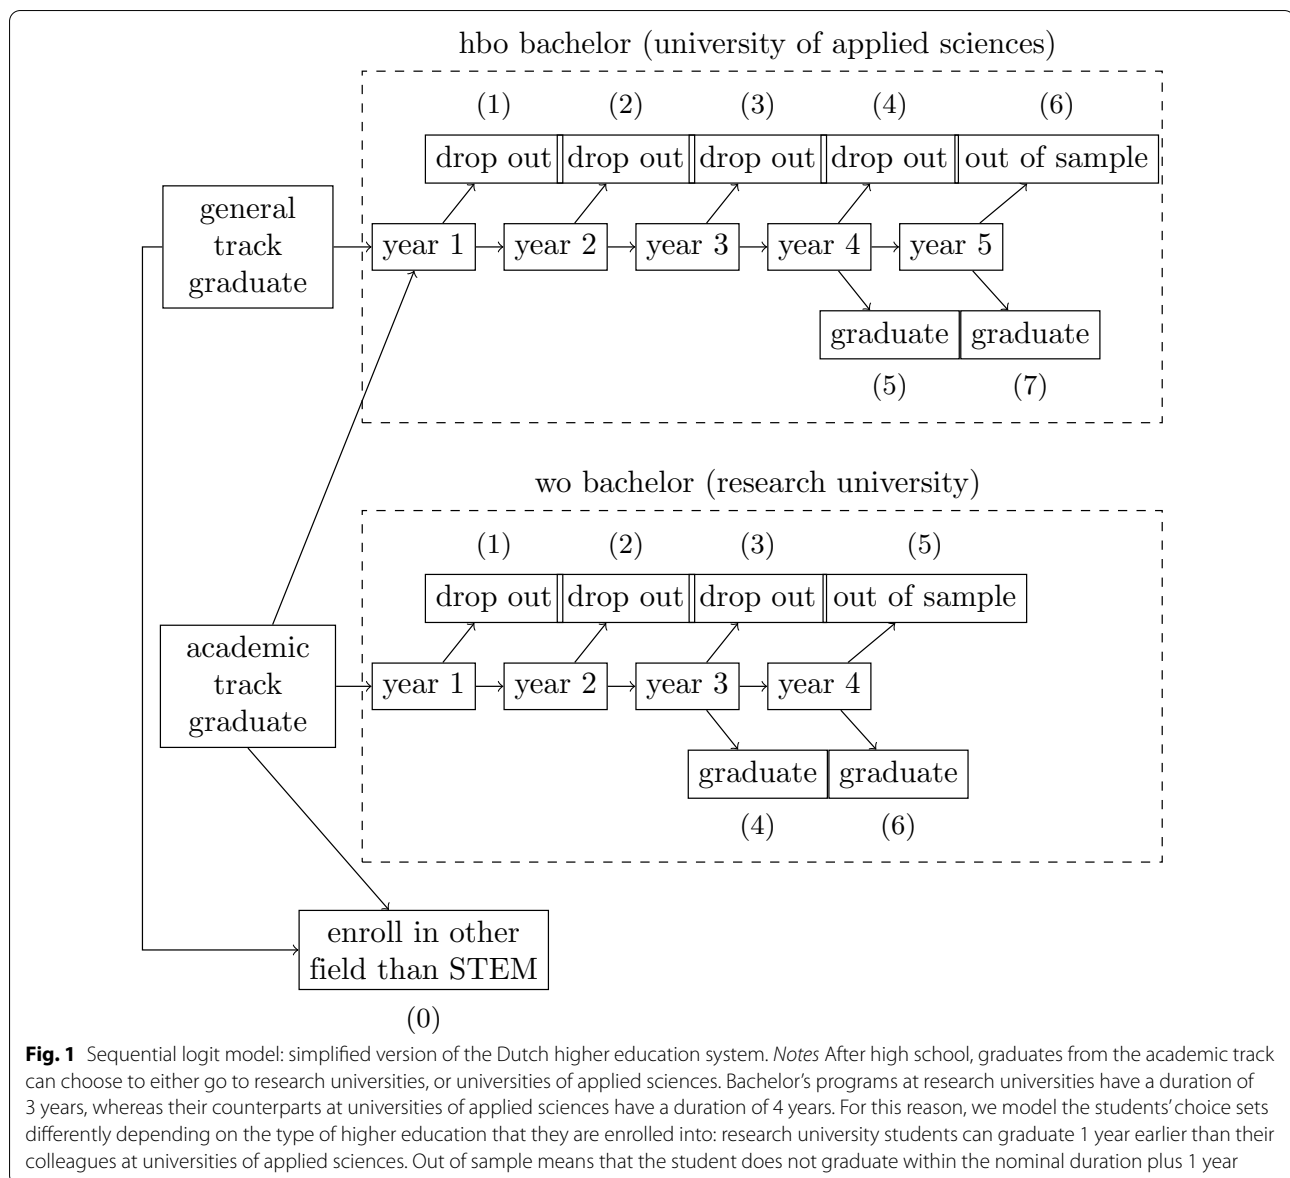 hbo bachelor (university of applied sciences)
(1) (2) (3) (4) (6)
drop out drop out drop out drop out out of sample
general
track
graduate
year 1 year 2 year 3 year 4 year 5
graduate graduate
(5) (7)
wo bachelor (research university)
(1) (2) (3) (5)
drop out drop out drop out out of sample
academic
track
graduate
year 1 year 2 year 3 year 4
graduate graduate
(4) (6)
enroll in other
field than STEM
(0)
Fig. 1 Sequential logit model: simplified version of the Dutch higher education system. Notes After high school, graduates from the academic track
can choose to either go to research universities, or universities of applied sciences. Bachelor's programs at research universities have a duration of
3 years, whereas their counterparts at universities of applied sciences have a duration of 4 years. For this reason, we model the students' choice sets
differently depending on the type of higher education that they are enrolled into: research university students can graduate 1 year earlier than their
colleagues at universities of applied sciences. Out of sample means that the student does not graduate within the nominal duration plus 1 year